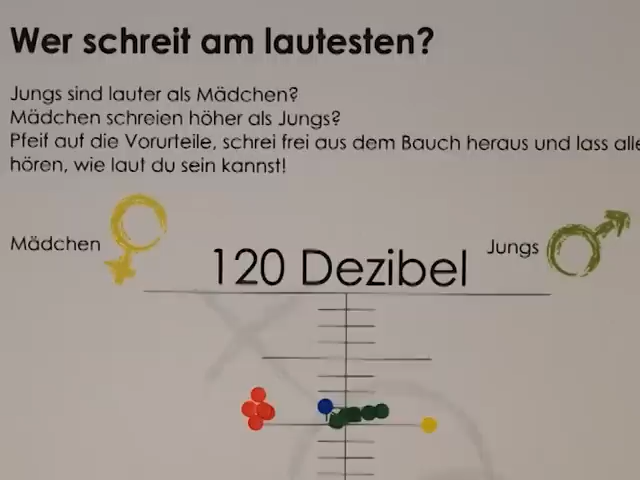 Wer schreit am lautesten?
Jungs sind lauter als Mädchen?
Mädchen schreien höher als Jungs?
Pfeif auf die Vorurteile, schrei frei aus dem Bauch heraus und lass alle
hören, wie laut du sein kannst!
Mädchen
Jungs
120 Dezibel